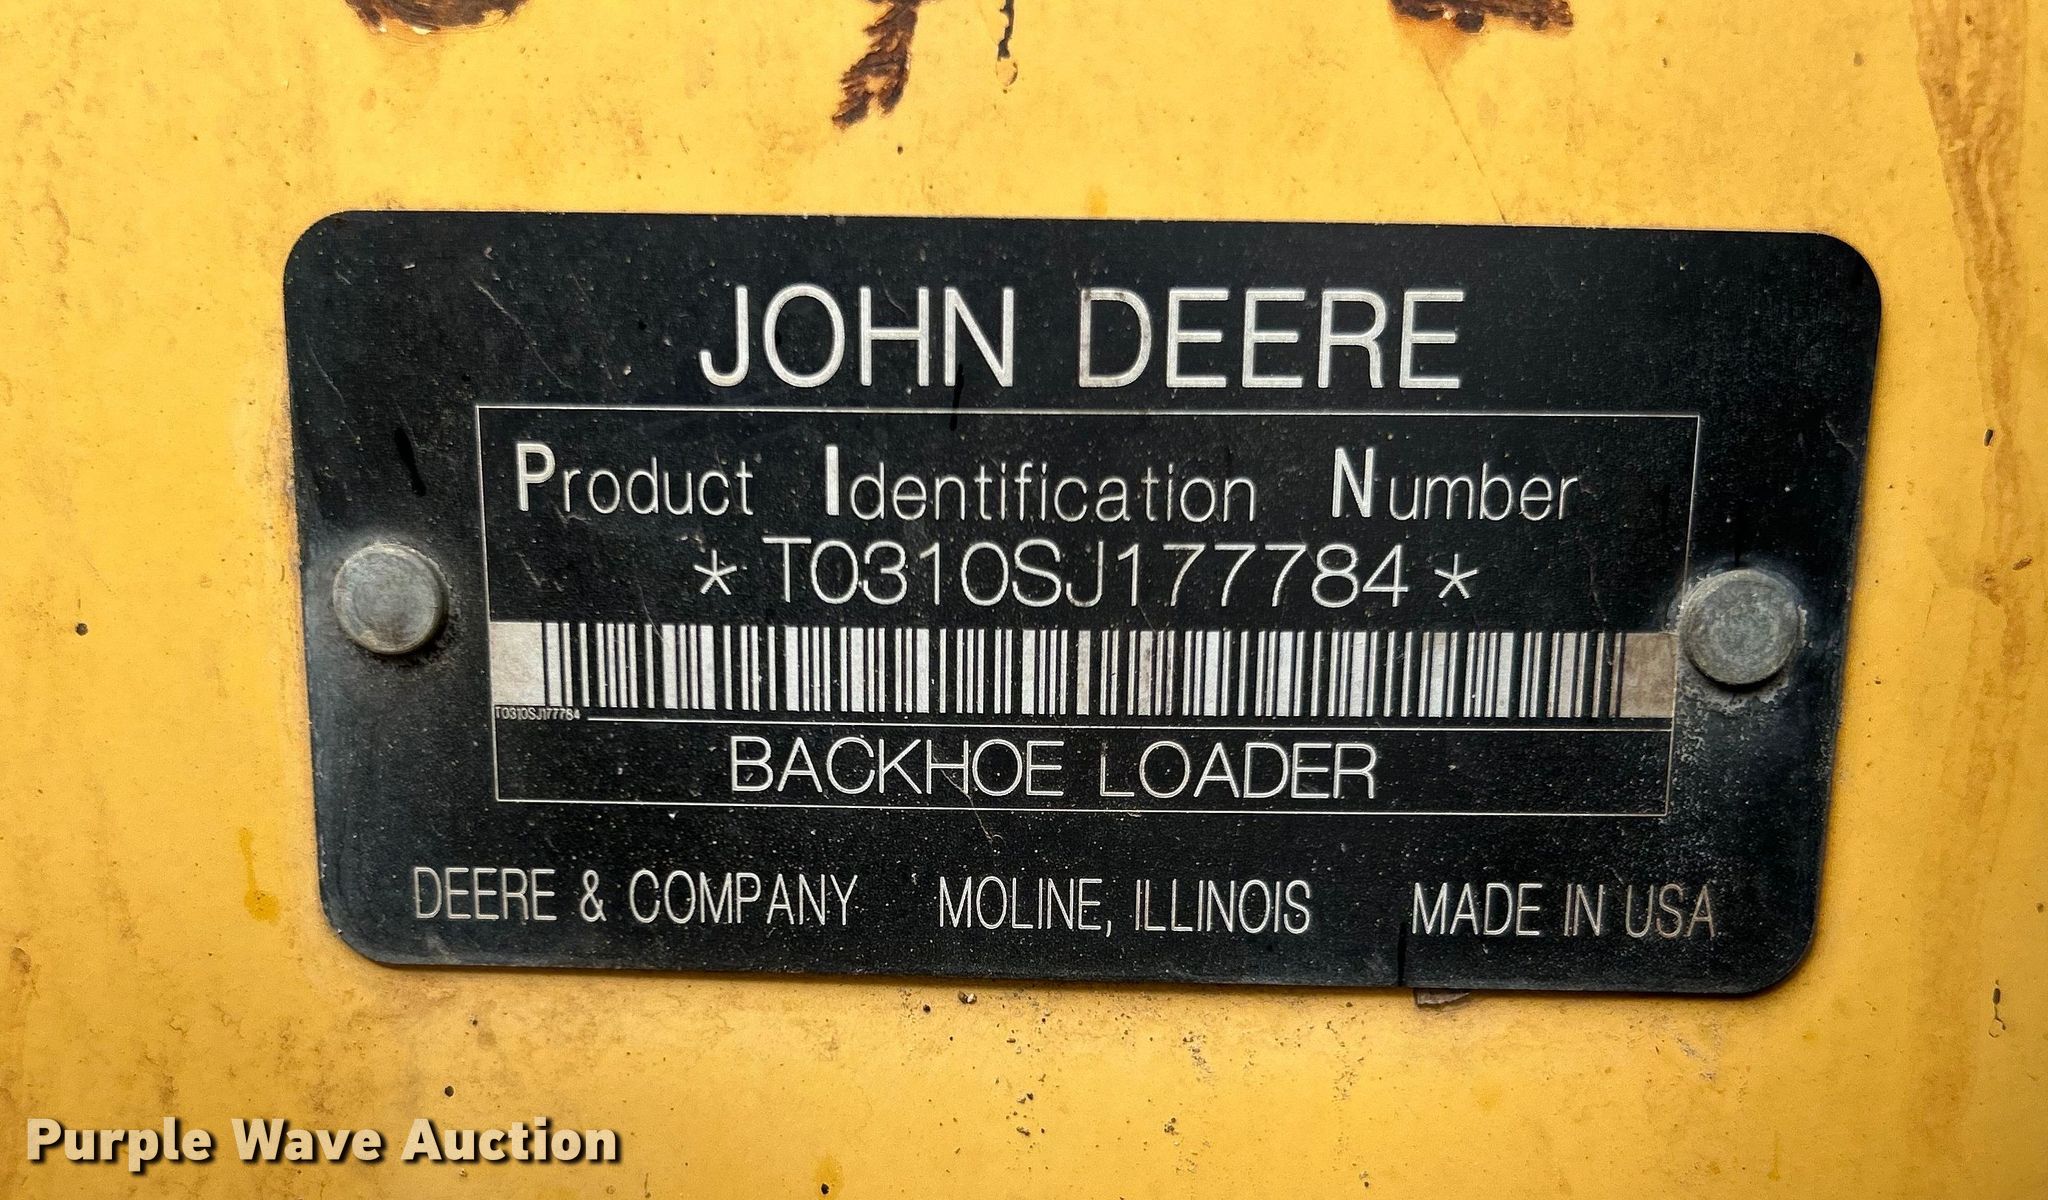 JOHN DEERE
Product Identification Number
*T0310SJ177784*
T0310SJ177784
BACKHOE LOADER
DEERE & COMPANY MOLINE, ILLINOIS MADE IN USA
Purple Wave Auction